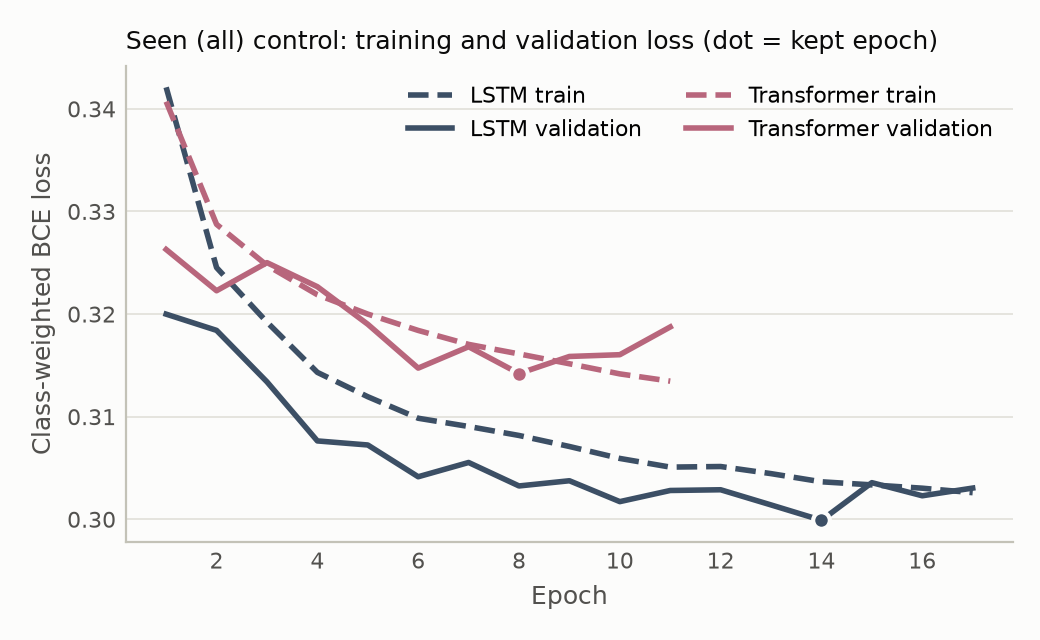 Seen (all) control: training and validation loss (dot = kept epoch)
LSTM train
Transformer train
LSTM validation
Transformer validation
Class-weighted BCE loss
0.34
0.33
0.32
0.31
0.30
2 4 6 8 10 12 14 16
Epoch